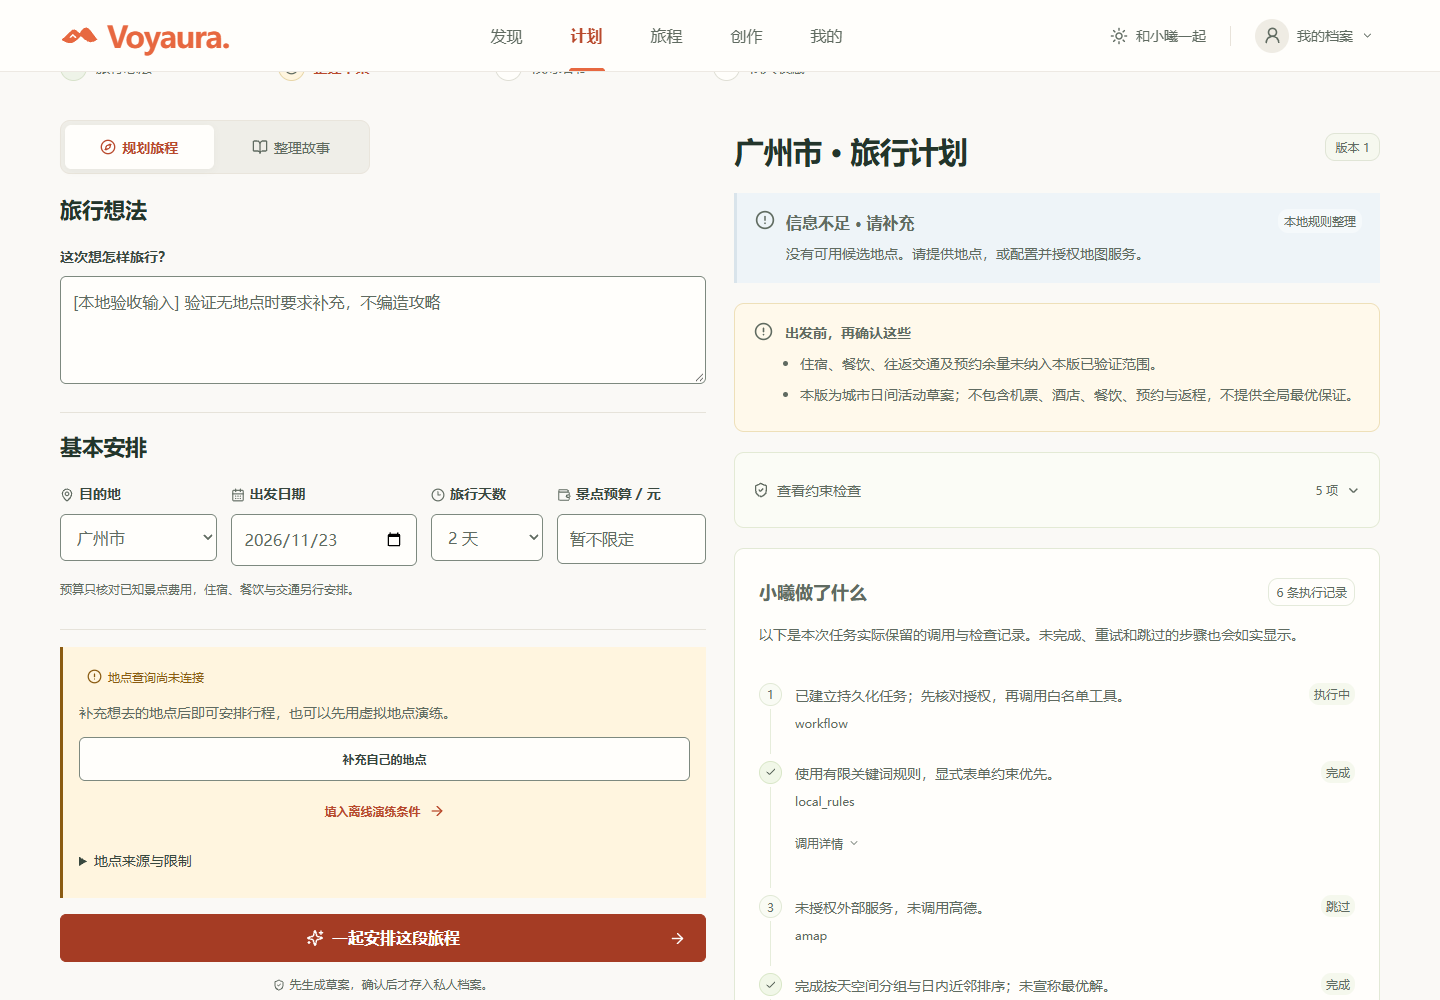 Voyaura.
发现
计划
旅程
创作
我的
和小曦一起
我的档案
规划旅程
整理故事
旅行想法
这次想怎样旅行?
[本地验收输入] 验证无地点时要求补充，不编造攻略
基本安排
目的地
出发日期
旅行天数
景点预算 / 元
广州市
2026/11/23
2 天
暂不限定
预算只核对已知景点费用，住宿、餐饮与交通另行安排。
地点查询尚未连接
补充想去的地点后即可安排行程，也可以先用虚拟地点演练。
补充自己的地点
填入离线演练条件
地点来源与限制
一起安排这段旅程
先生成草案，确认后才存入私人档案。
广州市 • 旅行计划
版本 1
信息不足 • 请补充
本地规则整理
没有可用候选地点。请提供地点，或配置并授权地图服务。
出发前，再确认这些
• 住宿、餐饮、往返交通及预约余量未纳入本版已验证范围。
• 本版为城市日间活动草案；不包含机票、酒店、餐饮、预约与返程，不提供全局最优保证。
查看约束检查
5 项
小曦做了什么
6 条执行记录
以下是本次任务实际保留的调用与检查记录。未完成、重试和跳过的步骤也会如实显示。
1
已建立持久化任务；先核对授权，再调用白名单工具。
执行中
workflow
使用有限关键词规则，显式表单约束优先。
完成
local_rules
调用详情
3
未授权外部服务，未调用高德。
跳过
amap
完成按天空间分组与日内近邻排序；未宣称最优解。
完成